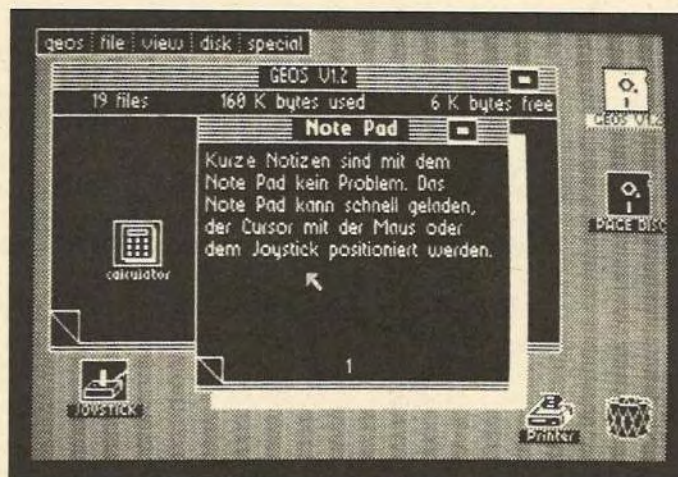 geos file view disk special
GEOS V1.2
19 files 160 K bytes used 6 K bytes free
Note Pad
Kurze Notizen sind mit dem
Note Pad kein Problem. Das
Note Pad kann schnell geladen,
der Cursor mit der Maus oder
dem Joystick positioniert werden.
1
calculator
JOYSTICK
GEOS V1.2
PAGE DISC
Printer